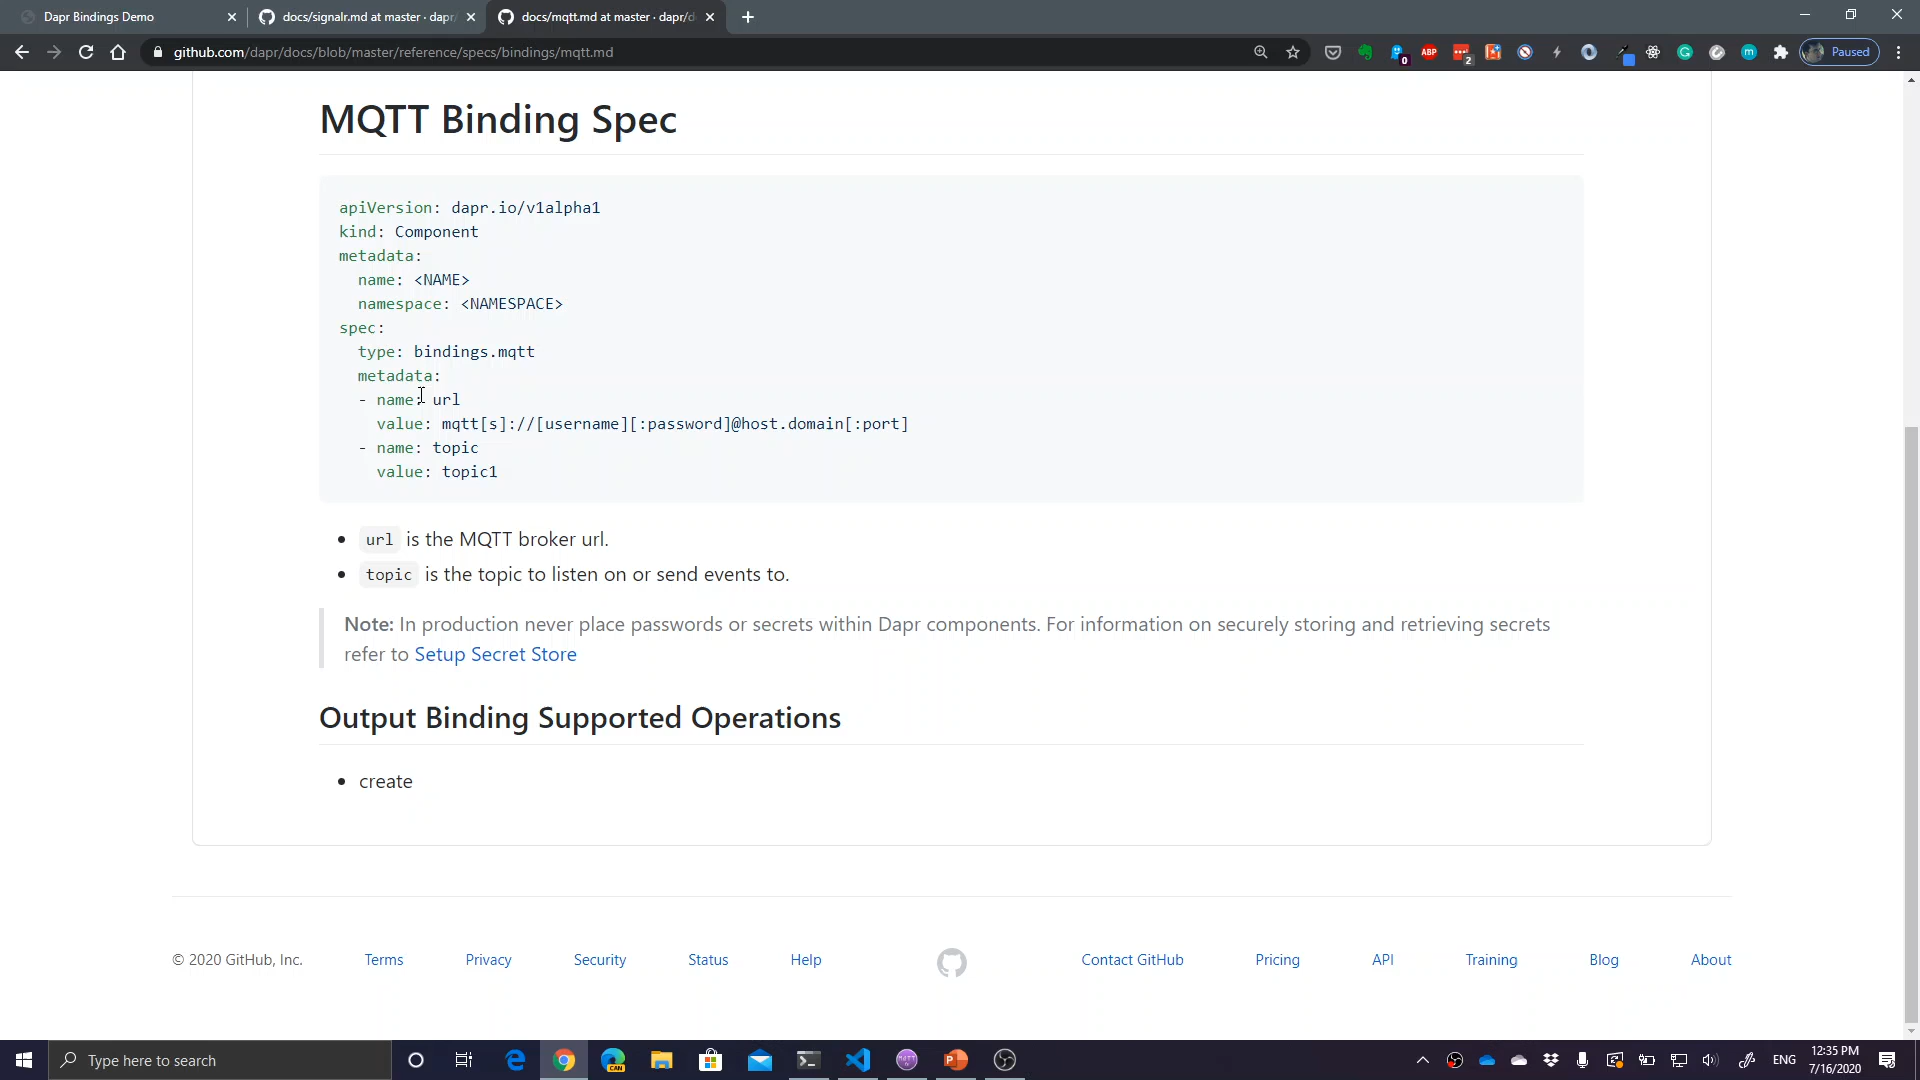 Dapr Bindings Demo
docs/signalr.md at master · dapr/
docs/mqtt.md at master · dapr/d
github.com/dapr/docs/blob/master/reference/specs/bindings/mqtt.md
0
ABP
2
Paused
MQTT Binding Spec
apiVersion: dapr.io/v1alpha1
kind: Component
metadata:
  name: <NAME>
  namespace: <NAMESPACE>
spec:
  type: bindings.mqtt
  metadata:
  - name: url
    value: mqtt[s]://[username][:password]@host.domain[:port]
  - name: topic
    value: topic1
• url is the MQTT broker url.
• topic is the topic to listen on or send events to.
Note: In production never place passwords or secrets within Dapr components. For information on securely storing and retrieving secrets
refer to Setup Secret Store
Output Binding Supported Operations
• create
© 2020 GitHub, Inc. Terms Privacy Security Status Help Contact GitHub Pricing API Training Blog About
Type here to search
CAN
ENG
12:35 PM
7/16/2020